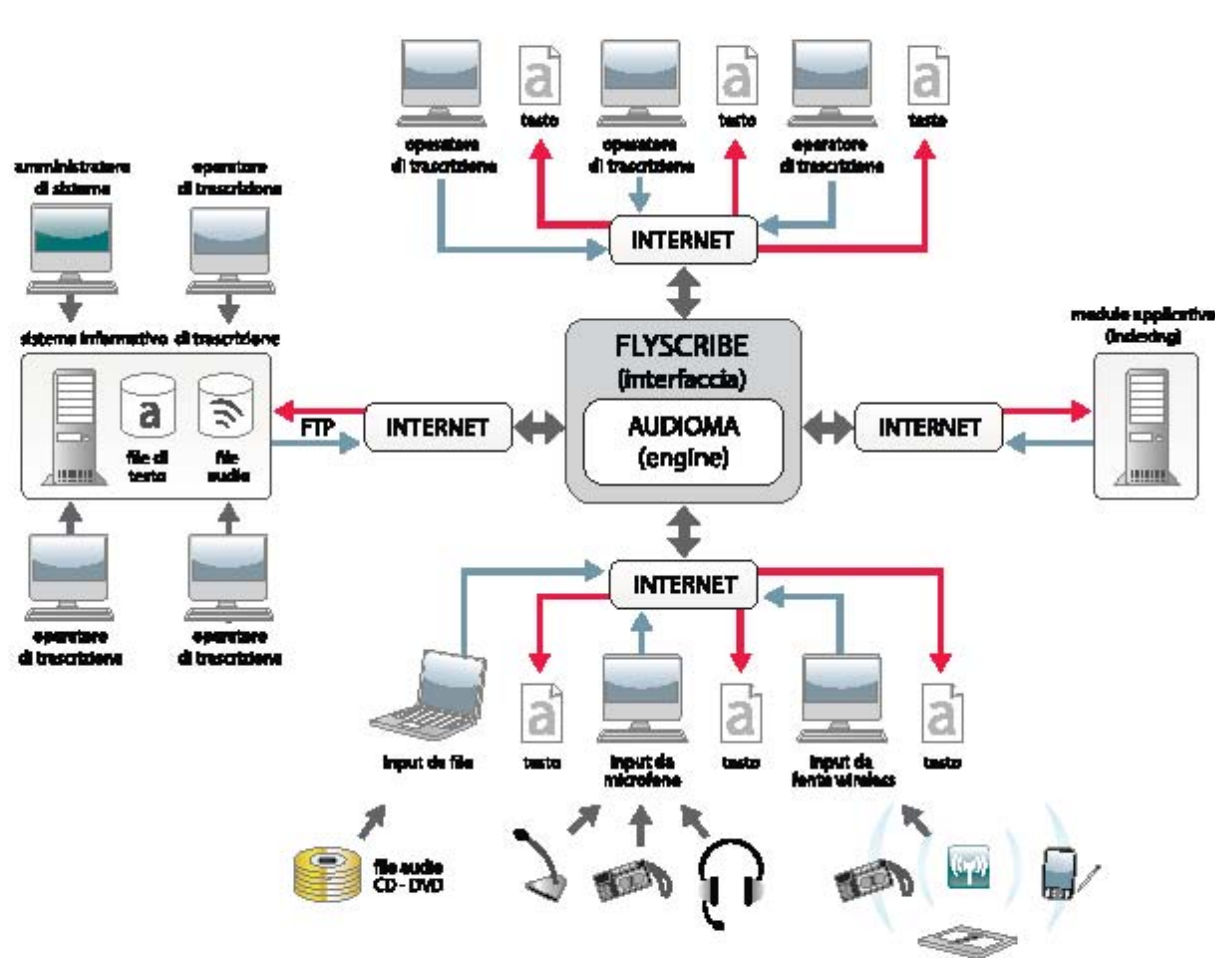 testo
testo
testo
operatore
di trascrizione
operatore
di trascrizione
operatore
di trascrizione
amministratore
di sistema
operatore
di trascrizione
INTERNET
sistema informativo di trascrizione
FLYSCRIBE
(interfaccia)
AUDIOMA
(engine)
modulo applicativo
(indexing)
a
file di
testo
file
audio
FTP
INTERNET
INTERNET
operatore
di trascrizione
operatore
di trascrizione
INTERNET
input da file
testo
input da
microfono
testo
input da
fonte wireless
testo
file audio
CD - DVD